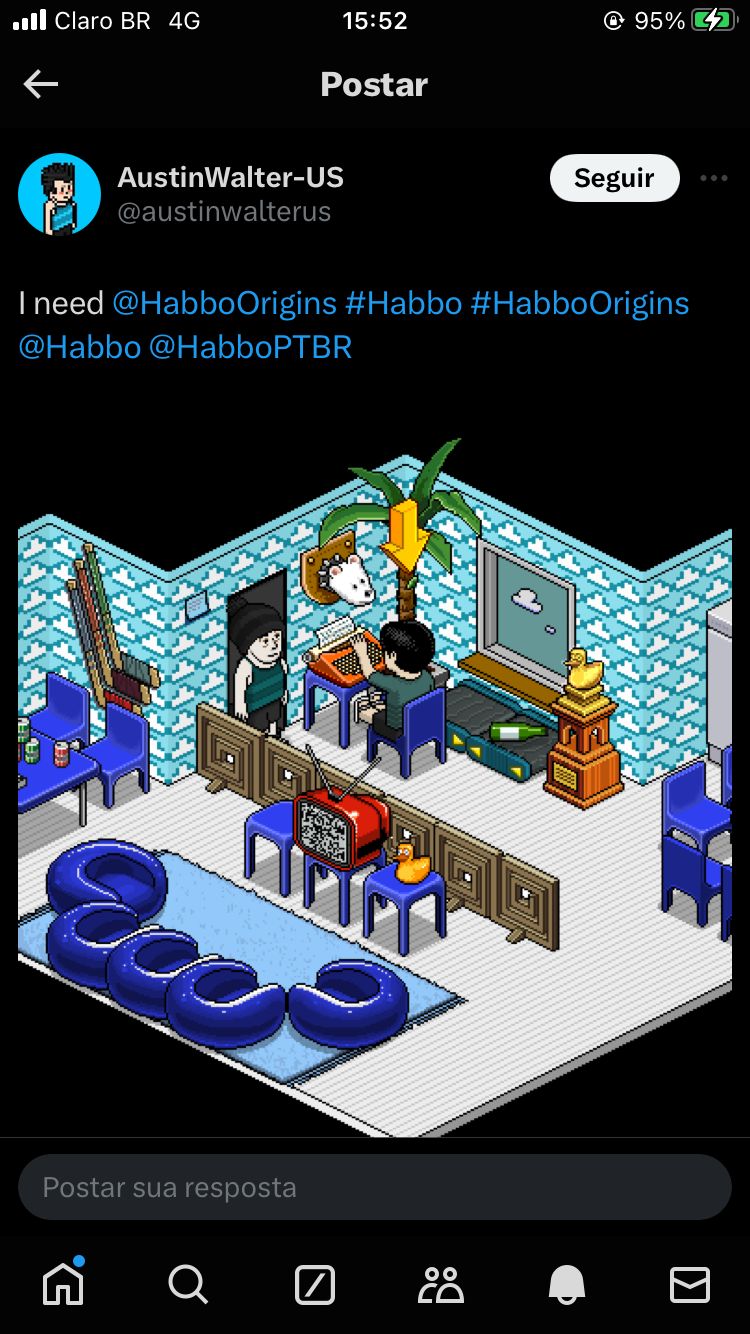 Claro BR 4G 15:52 95%
Postar
AustinWalter-US
Seguir
@austinwalterus
I need @HabboOrigins #Habbo #HabboOrigins
@Habbo @HabboPTBR
Postar sua resposta